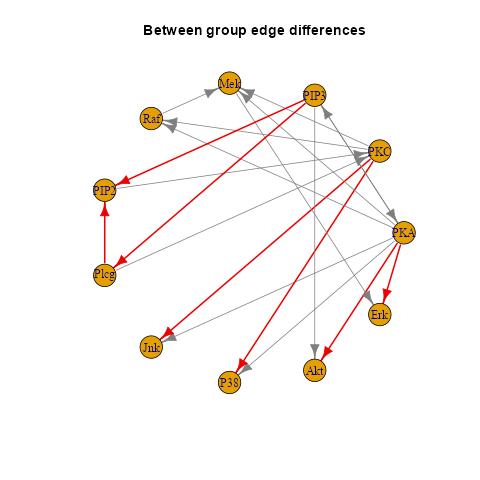 Between group edge differences
Mek
PIP3
Raf
PKC
PIP2
PKA
Plcg
Erk
Jnk
Akt
P38